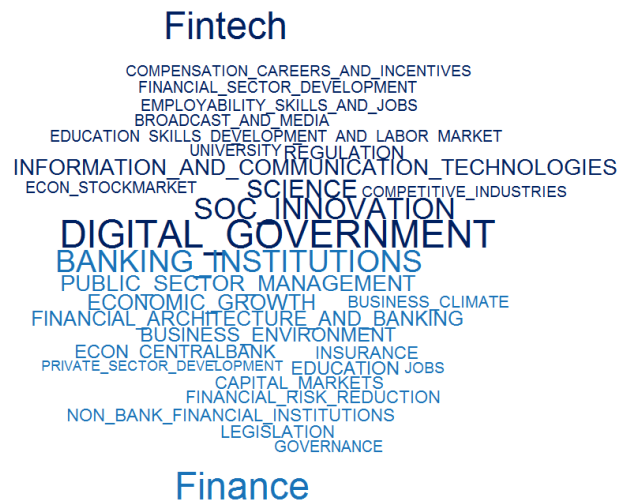 Fintech
COMPENSATION_CAREERS_AND_INCENTIVES
FINANCIAL_SECTOR_DEVELOPMENT
EMPLOYABILITY_SKILLS_AND_JOBS
BROADCAST_AND_MEDIA
EDUCATION_SKILLS_DEVELOPMENT_AND_LABOR_MARKET
UNIVERSITY REGULATION
INFORMATION_AND_COMMUNICATION_TECHNOLOGIES
ECON_STOCKMARKET SCIENCE COMPETITIVE_INDUSTRIES
SOC_INNOVATION
DIGITAL_GOVERNMENT
BANKING_INSTITUTIONS
PUBLIC_SECTOR_MANAGEMENT
ECONOMIC_GROWTH BUSINESS_CLIMATE
FINANCIAL_ARCHITECTURE_AND_BANKING
BUSINESS_ENVIRONMENT
ECON_CENTRALBANK INSURANCE
PRIVATE_SECTOR_DEVELOPMENT EDUCATION JOBS
CAPITAL_MARKETS
FINANCIAL_RISK_REDUCTION
NON_BANK_FINANCIAL_INSTITUTIONS
LEGISLATION
GOVERNANCE
Finance